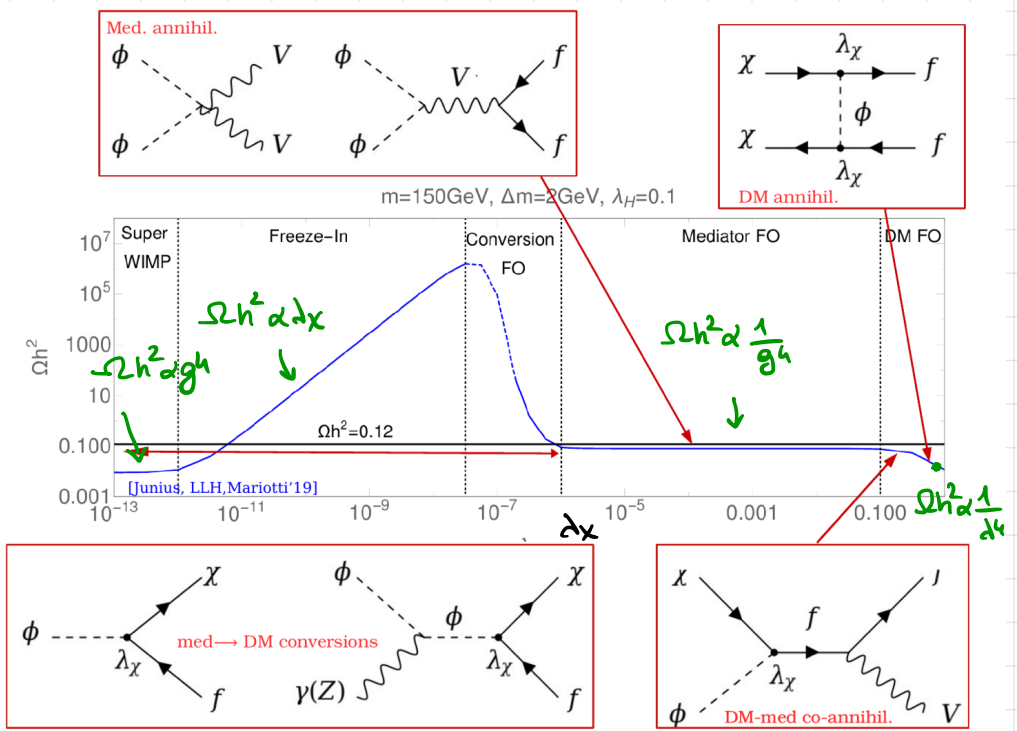 Med. annihil.
ϕ V ϕ V f
ϕ V ϕ f
χ λχ f
ϕ
χ λχ f
DM annihil.
m=150GeV, Δm=2GeV, λH=0.1
Super WIMP
Freeze-In
Conversion FO
Mediator FO
DM FO
Ωh²
10⁷
10⁵
1000
10
0.100
0.001
Ωh² ∝ g⁴
Ωh² ∝ λχ
Ωh² ∝ 1/g⁴
Ωh² ∝ 1/λ⁴
Ωh²=0.12
[Junius, LLH,Mariotti'19]
10⁻¹³ 10⁻¹¹ 10⁻⁹ 10⁻⁷ 10⁻⁵ 0.001 0.100
λχ
ϕ χ
λχ f
med→ DM conversions
ϕ ϕ χ
γ(Z) λχ f
χ f
ϕ λχ V
DM-med co-annihil.